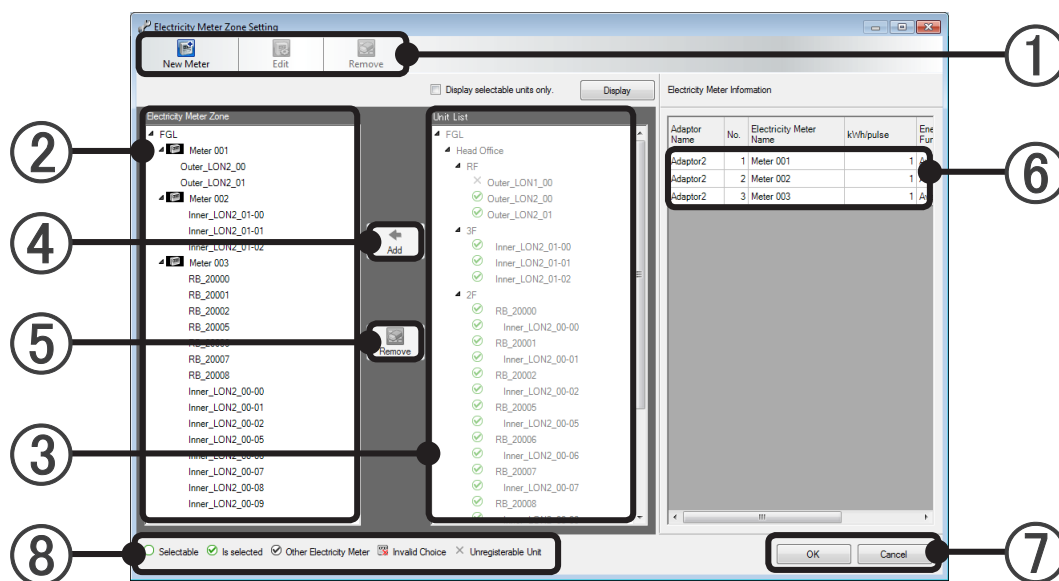 Electricity Meter Zone Setting
New Meter Edit Remove
1
Display selectable units only. Display
Electricity Meter Information
Electricity Meter Zone
FGL
Meter 001
Outer_LON2_00
Outer_LON2_01
Meter 002
Inner_LON2_01-00
Inner_LON2_01-01
Inner_LON2_01-02
Meter 003
RB_20000
RB_20001
RB_20002
RB_20005
RB_20007
RB_20008
Inner_LON2_00-00
Inner_LON2_00-01
Inner_LON2_00-02
Inner_LON2_00-05
Inner_LON2_00-07
Inner_LON2_00-08
Inner_LON2_00-09
2
4
Add
5
Remove
3
Unit List
FGL
Head Office
RF
Outer_LON1_00
Outer_LON2_00
Outer_LON2_01
3F
Inner_LON2_01-00
Inner_LON2_01-01
Inner_LON2_01-02
2F
RB_20000
Inner_LON2_00-00
RB_20001
Inner_LON2_00-01
RB_20002
Inner_LON2_00-02
RB_20005
Inner_LON2_00-05
RB_20006
Inner_LON2_00-06
RB_20007
Inner_LON2_00-07
RB_20008
Adaptor Name No. Electricity Meter Name kWh/pulse Ene Fur
Adaptor2 1 Meter 001 1 A
Adaptor2 2 Meter 002 1
Adaptor2 3 Meter 003 1 Av
6
8
Selectable Is selected Other Electricity Meter Invalid Choice Unregisterable Unit
OK Cancel
7